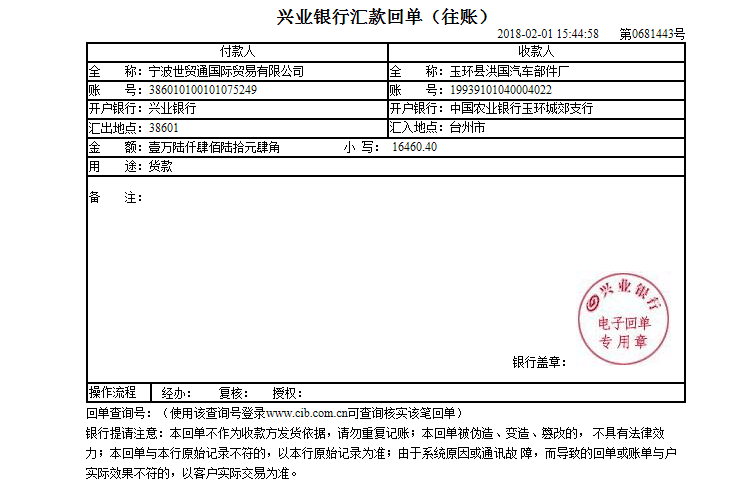 兴业银行汇款回单（往账）
2018-02-01 15:44:58 第0681443号
付款人 收款人
全 称：宁波世贸通国际贸易有限公司 全 称：玉环县洪国汽车部件厂
账 号：386010100101075249 账 号：19939101040004022
开户银行：兴业银行 开户银行：中国农业银行玉环城郊支行
汇出地点：38601 汇入地点：台州市
金 额：壹万陆仟肆佰陆拾元肆角 小 写： 16460.40
用 途：货款
备 注：
兴业银行
电子回单
专用章
银行盖章：
操作流程 经办： 复核： 授权：
回单查询号：（使用该查询号登录www.cib.com.cn可查询核实该笔回单）
银行提请注意：本回单不作为收款方发货依据，请勿重复记账；本回单被伪造、变造、篡改的， 不具有法律效
力；本回单与本行原始记录不符的，以本行原始记录为准；由于系统原因或通讯故 障，而导致的回单或账单与户
实际效果不符的，以客户实际交易为准。